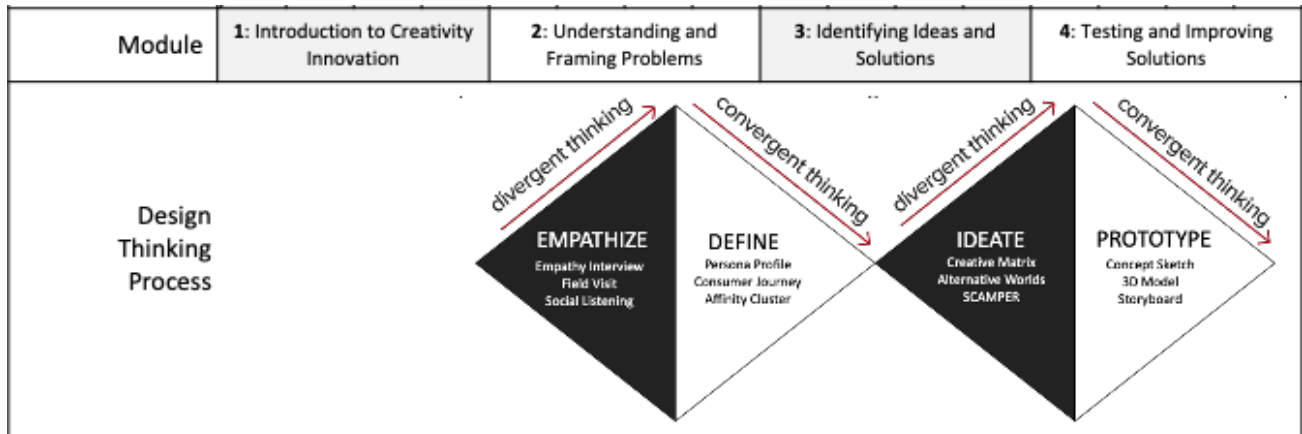 Module
1: Introduction to Creativity
Innovation
2: Understanding and
Framing Problems
3: Identifying Ideas and
Solutions
4: Testing and Improving
Solutions
Design
Thinking
Process
divergent thinking
convergent thinking
divergent thinking
convergent thinking
EMPATHIZE
Empathy Interview
Field Visit
Social Listening
DEFINE
Persona Profile
Consumer Journey
Affinity Cluster
IDEATE
Creative Matrix
Alternative Worlds
SCAMPER
PROTOTYPE
Concept Sketch
3D Model
Storyboard